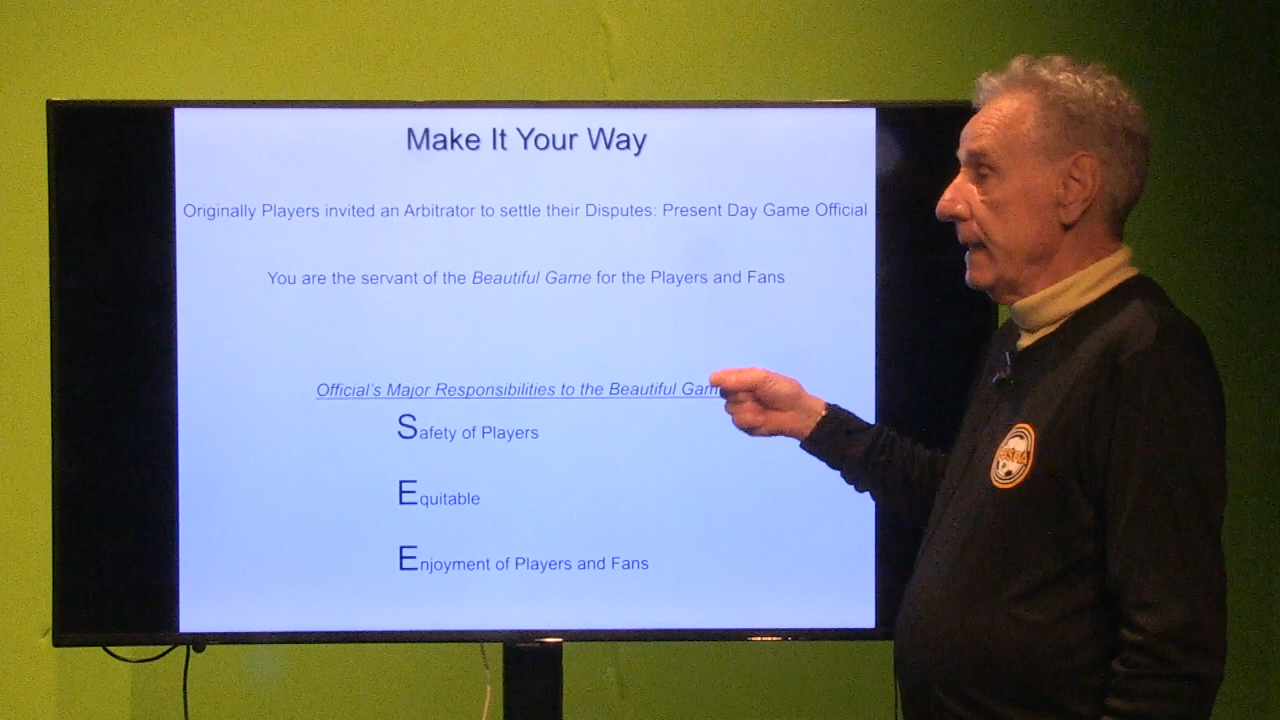 Make It Your Way
Originally Players invited an Arbitrator to settle their Disputes: Present Day Game Official
You are the servant of the Beautiful Game for the Players and Fans
Official's Major Responsibilities to the Beautiful Gam
Safety of Players
Equitable
Enjoyment of Players and Fans